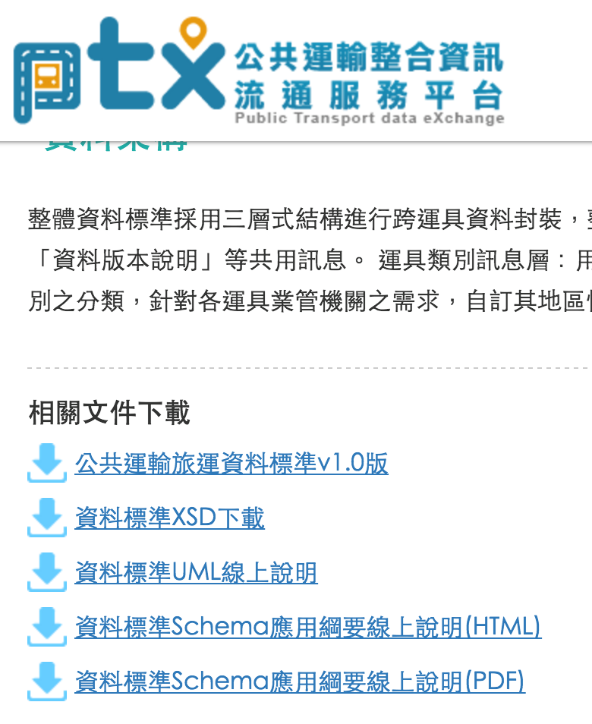 ptx
公共運輸整合資訊
流通服務平台
Public Transport data eXchange
資料架構
整體資料標準採用三層式結構進行跨運具資料封裝，整
「資料版本說明」等共用訊息。 運具類別訊息層：用
別之分類，針對各運具業管機關之需求，自訂其地區性
相關文件下載
公共運輸旅運資料標準v1.0版
資料標準XSD下載
資料標準UML線上說明
資料標準Schema應用綱要線上說明(HTML)
資料標準Schema應用綱要線上說明(PDF)